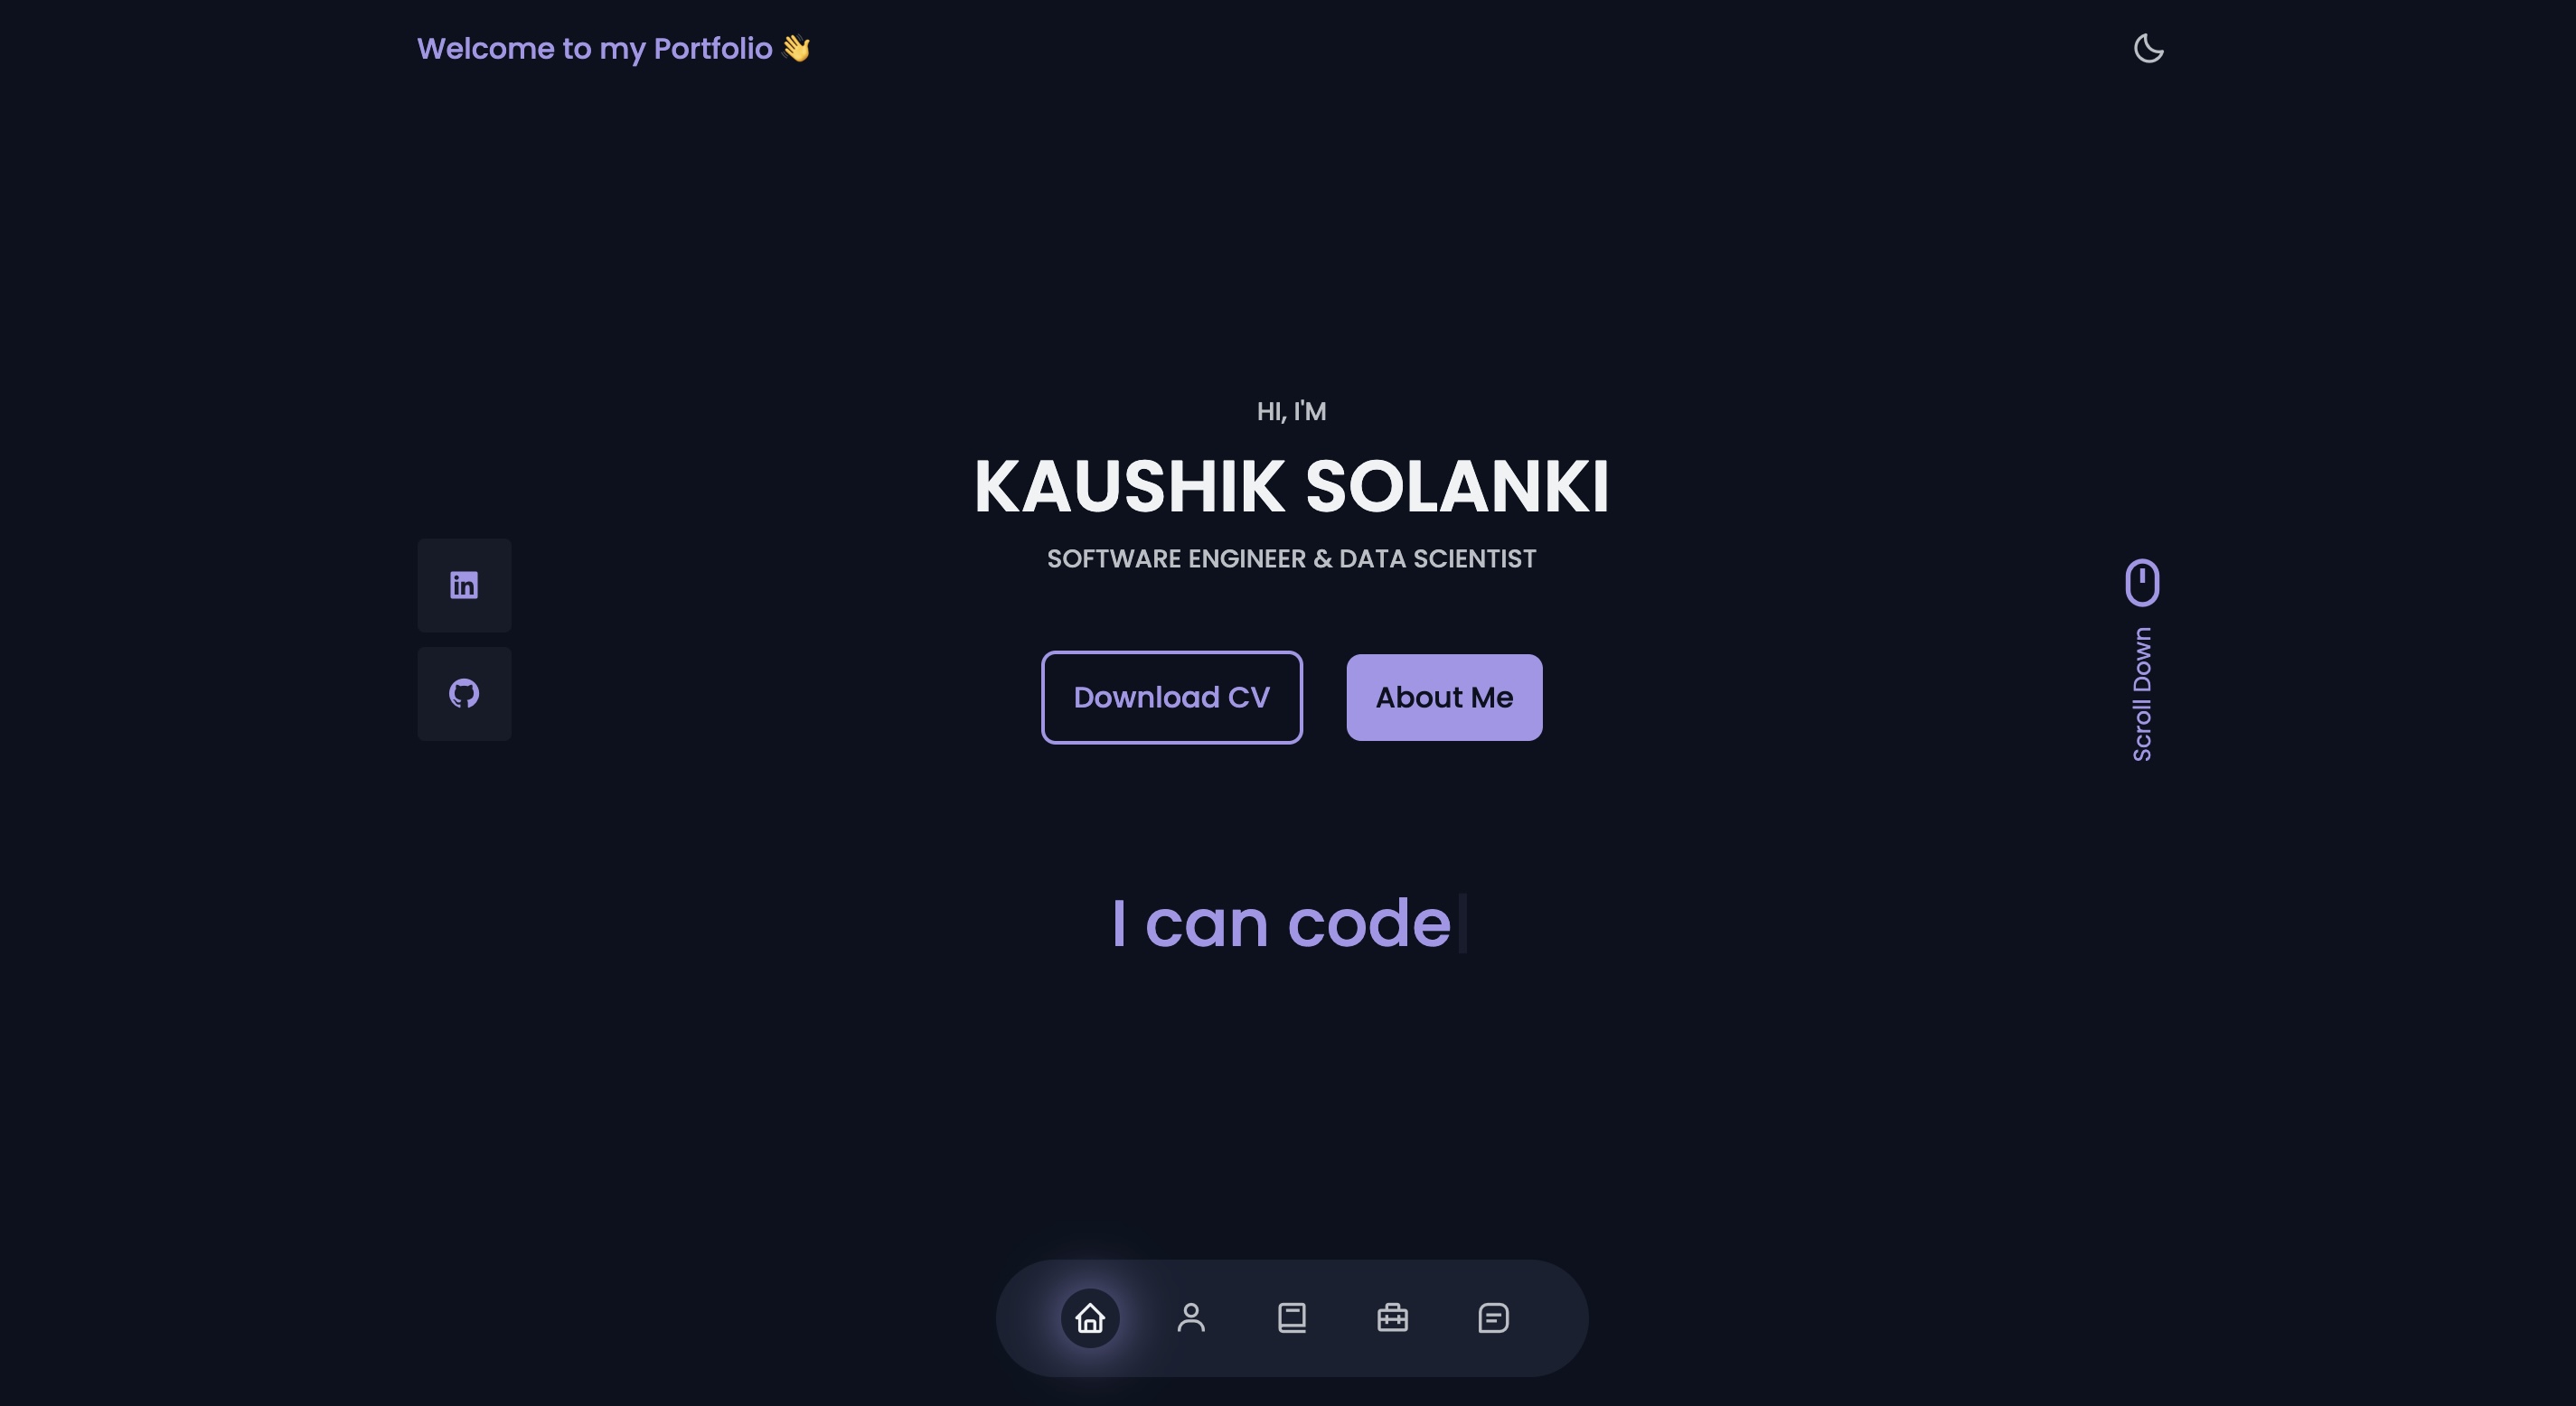 Welcome to my Portfolio 👋
HI, I'M
KAUSHIK SOLANKI
SOFTWARE ENGINEER & DATA SCIENTIST
in
Download CV
About Me
Scroll Down
I can code